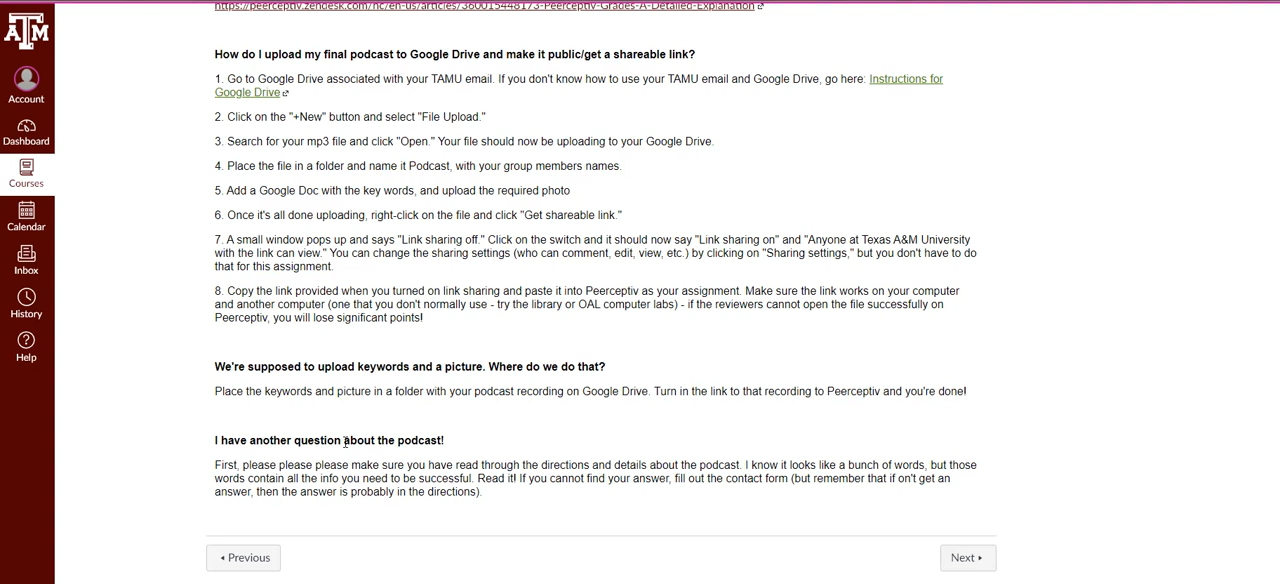 https://peerceptiv.zendesk.com/hc/en-us/articles/360015448173-Peerceptiv-Grades-A-Detailed-Explanation
How do I upload my final podcast to Google Drive and make it public/get a shareable link?
1. Go to Google Drive associated with your TAMU email. If you don't know how to use your TAMU email and Google Drive, go here: Instructions for
Google Drive
2. Click on the "+New" button and select "File Upload."
3. Search for your mp3 file and click "Open." Your file should now be uploading to your Google Drive.
4. Place the file in a folder and name it Podcast, with your group members names.
5. Add a Google Doc with the key words, and upload the required photo
6. Once it's all done uploading, right-click on the file and click "Get shareable link."
7. A small window pops up and says "Link sharing off." Click on the switch and it should now say "Link sharing on" and "Anyone at Texas A&M University
with the link can view." You can change the sharing settings (who can comment, edit, view, etc.) by clicking on "Sharing settings," but you don't have to do
that for this assignment.
8. Copy the link provided when you turned on link sharing and paste it into Peerceptiv as your assignment. Make sure the link works on your computer
and another computer (one that you don't normally use - try the library or OAL computer labs) - if the reviewers cannot open the file successfully on
Peerceptiv, you will lose significant points!
We're supposed to upload keywords and a picture. Where do we do that?
Place the keywords and picture in a folder with your podcast recording on Google Drive. Turn in the link to that recording to Peerceptiv and you're done!
I have another question about the podcast!
First, please please please make sure you have read through the directions and details about the podcast. I know it looks like a bunch of words, but those
words contain all the info you need to be successful. Read it! If you cannot find your answer, fill out the contact form (but remember that if on't get an
answer, then the answer is probably in the directions).
Previous
Next
ATM
Account
Dashboard
Courses
Calendar
Inbox
History
Help